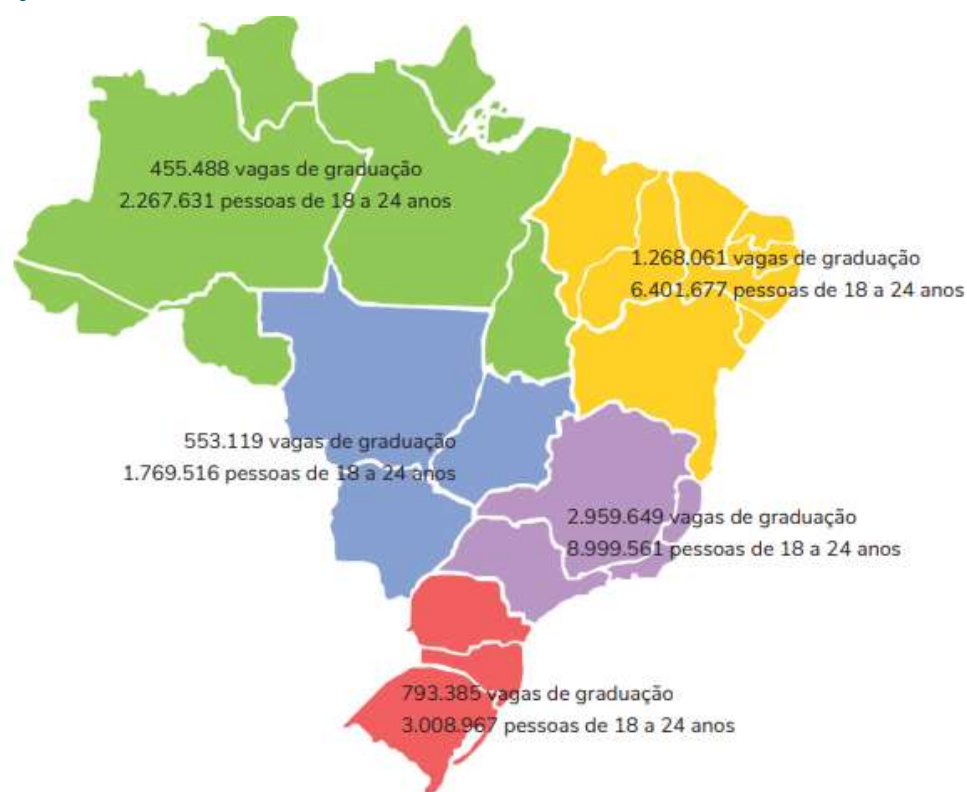 455.488 vagas de graduação
2.267.631 pessoas de 18 a 24 anos
1.268.061 vagas de graduação
6.401.677 pessoas de 18 a 24 anos
553.119 vagas de graduação
1.769.516 pessoas de 18 a 24 anos
2.959.649 vagas de graduação
8.999.561 pessoas de 18 a 24 anos
793.385 vagas de graduação
3.008.967 pessoas de 18 a 24 anos